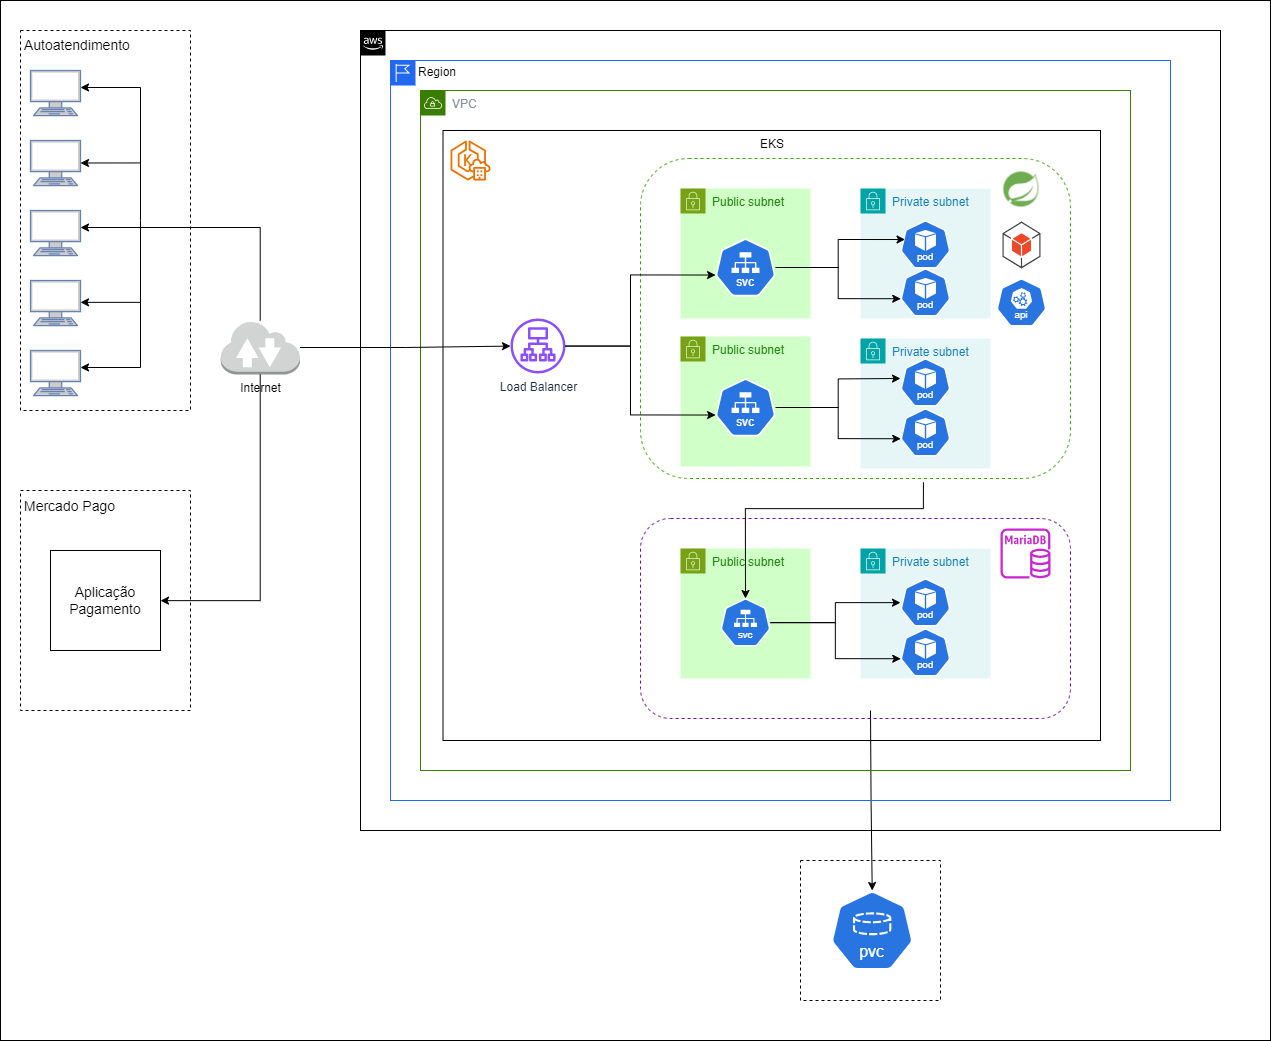 Autoatendimento
aws
Region
VPC
EKS
Public subnet
Private subnet
svc
pod
pod
api
Public subnet
Private subnet
svc
pod
pod
Load Balancer
Internet
Mercado Pago
Aplicação
Pagamento
MariaDB
Public subnet
Private subnet
svc
pod
pod
pvc